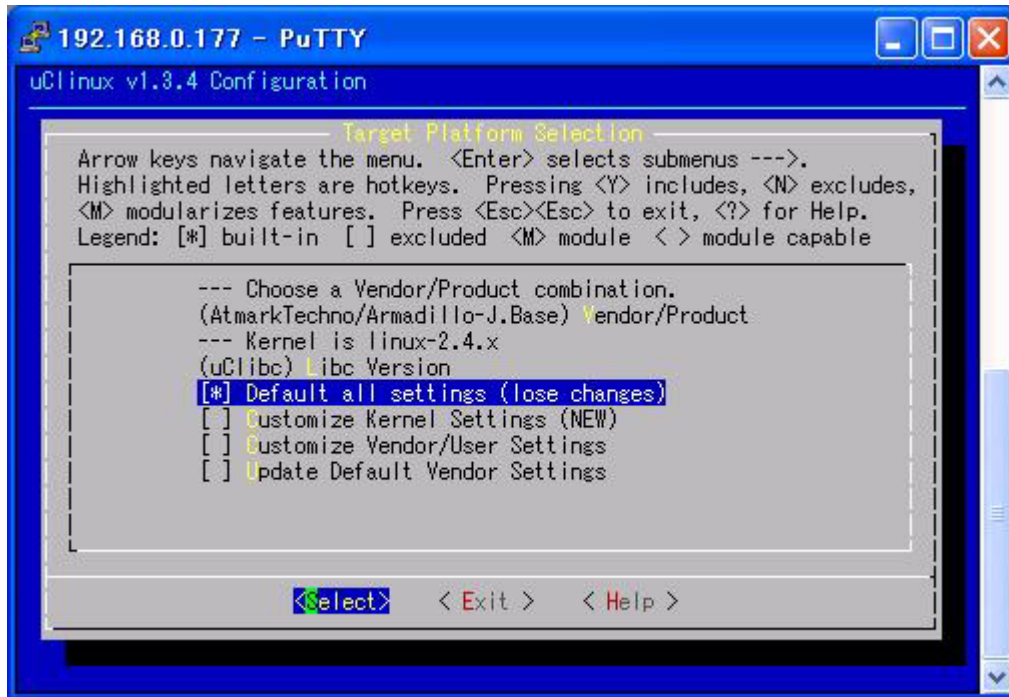 192.168.0.177 - PuTTY
uClinux v1.3.4 Configuration
Target Platform Selection
Arrow keys navigate the menu. <Enter> selects submenus --->.
Highlighted letters are hotkeys. Pressing <Y> includes, <N> excludes,
<M> modularizes features. Press <Esc><Esc> to exit, <?> for Help.
Legend: [*] built-in [ ] excluded <M> module < > module capable
--- Choose a Vendor/Product combination.
(AtmarkTechno/Armadillo-J.Base) Vendor/Product
--- Kernel is linux-2.4.x
(uClibc) Libc Version
[*] Default all settings (lose changes)
[ ] Customize Kernel Settings (NEW)
[ ] Customize Vendor/User Settings
[ ] Update Default Vendor Settings
<Select> < Exit > < Help >